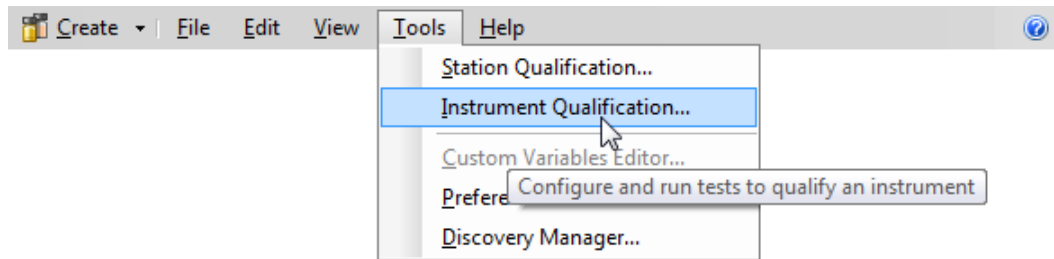 Create File Edit View Tools Help
Station Qualification...
Instrument Qualification...
Custom Variables Editor...
Configure and run tests to qualify an instrument
Discovery Manager...